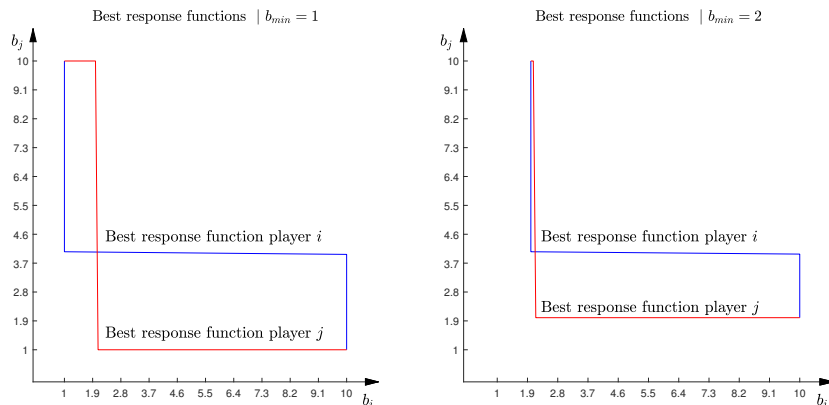 Best response functions | b_min = 1
b_j
10
9.1
8.2
7.3
6.4
5.5
4.6
3.7
2.8
1.9
1
Best response function player i
Best response function player j
1 1.9 2.8 3.7 4.6 5.5 6.4 7.3 8.2 9.1 10
b_i
Best response functions | b_min = 2
b_j
10
9.1
8.2
7.3
6.4
5.5
4.6
3.7
2.8
1.9
1
Best response function player i
Best response function player j
1 1.9 2.8 3.7 4.6 5.5 6.4 7.3 8.2 9.1 10
b_i